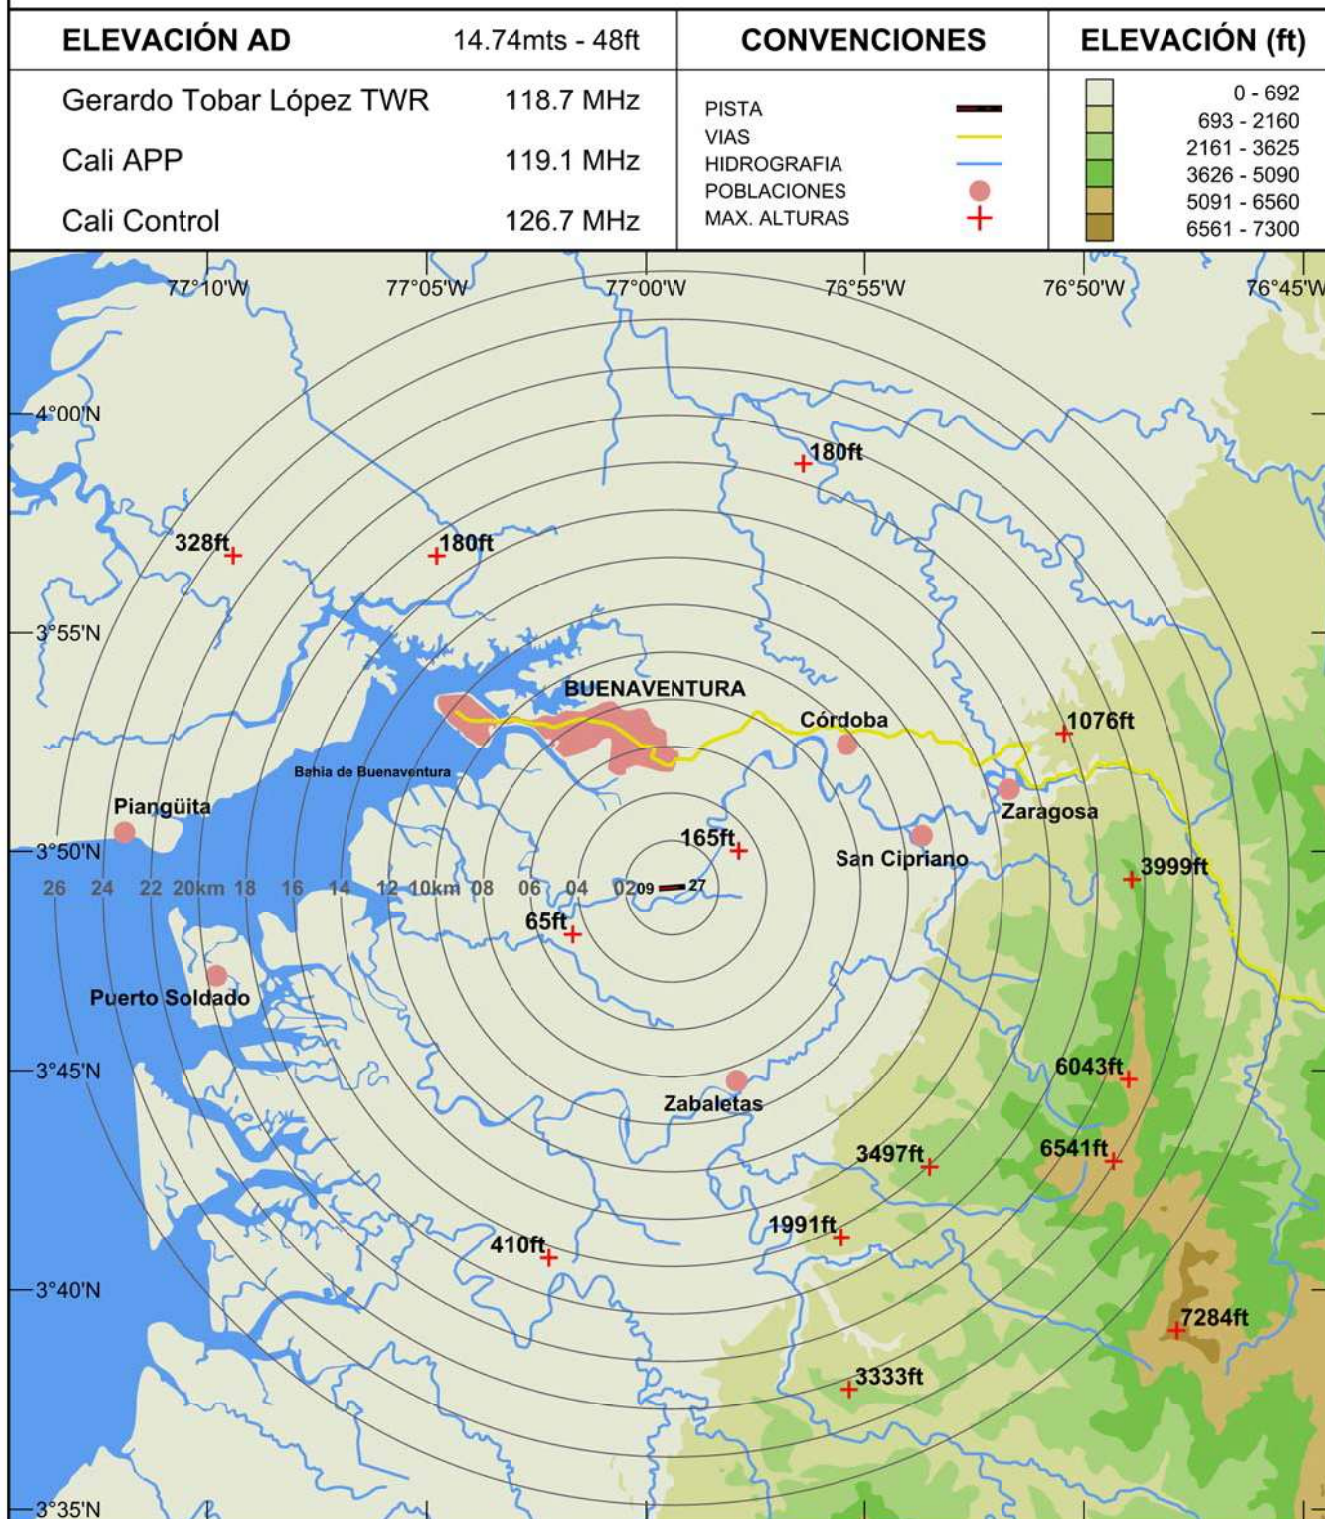 ELEVACIÓN AD 14.74mts - 48ft
Gerardo Tobar López TWR 118.7 MHz
Cali APP 119.1 MHz
Cali Control 126.7 MHz
CONVENCIONES
PISTA
VIAS
HIDROGRAFIA
POBLACIONES
MAX. ALTURAS
ELEVACIÓN (ft)
0 - 692
693 - 2160
2161 - 3625
3626 - 5090
5091 - 6560
6561 - 7300
77°10'W 77°05'W 77°00'W 76°55'W 76°50'W 76°45'W
4°00'N
180ft
328ft
180ft
3°55'N
BUENAVENTURA
Córdoba
1076ft
Bahia de Buenaventura
Piangüita
Zaragosa
165ft
3°50'N
San Cipriano
3999ft
26 24 22 20km 18 16 14 12 10km 08 06 04 02 09 27
65ft
Puerto Soldado
3°45'N
6043ft
Zabaletas
6541ft
3497ft
1991ft
410ft
3°40'N
7284ft
3333ft
3°35'N